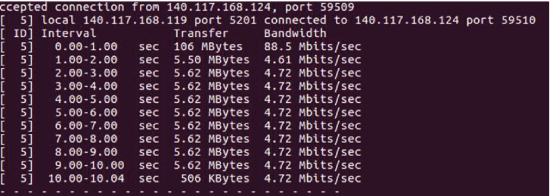 ccepted connection from 140.117.168.124, port 59509
[  5] local 140.117.168.119 port 5201 connected to 140.117.168.124 port 59510
[ ID] Interval           Transfer     Bandwidth
[  5]   0.00-1.00   sec  106 MBytes  88.5 Mbits/sec
[  5]   1.00-2.00   sec  5.50 MBytes  4.61 Mbits/sec
[  5]   2.00-3.00   sec  5.62 MBytes  4.72 Mbits/sec
[  5]   3.00-4.00   sec  5.62 MBytes  4.72 Mbits/sec
[  5]   4.00-5.00   sec  5.62 MBytes  4.72 Mbits/sec
[  5]   5.00-6.00   sec  5.62 MBytes  4.72 Mbits/sec
[  5]   6.00-7.00   sec  5.62 MBytes  4.72 Mbits/sec
[  5]   7.00-8.00   sec  5.62 MBytes  4.72 Mbits/sec
[  5]   8.00-9.00   sec  5.62 MBytes  4.72 Mbits/sec
[  5]   9.00-10.00  sec  5.62 MBytes  4.72 Mbits/sec
[  5]  10.00-10.04  sec   506 KBytes  4.72 Mbits/sec
- - - - - - - - - - - - - - - - - - - - - - - - -